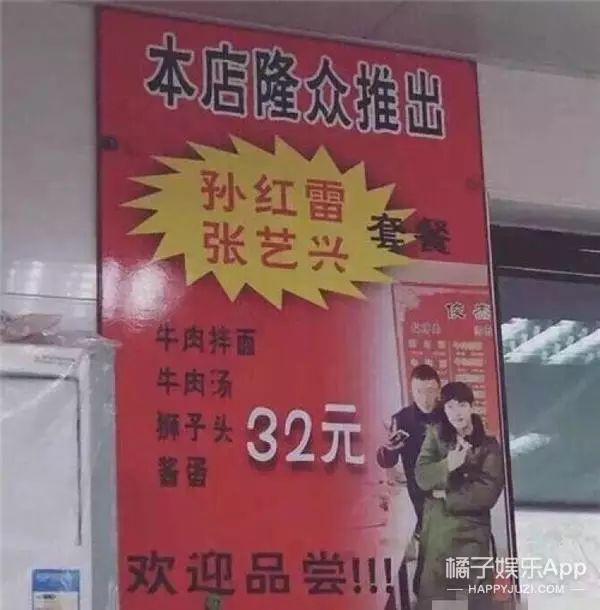 本店隆众推出
孙红雷
张艺兴
套餐
牛肉拌面
牛肉汤
狮子头
酱蛋
32元
欢迎品尝!!!
橘子娱乐App
HAPPYJUZI.COM